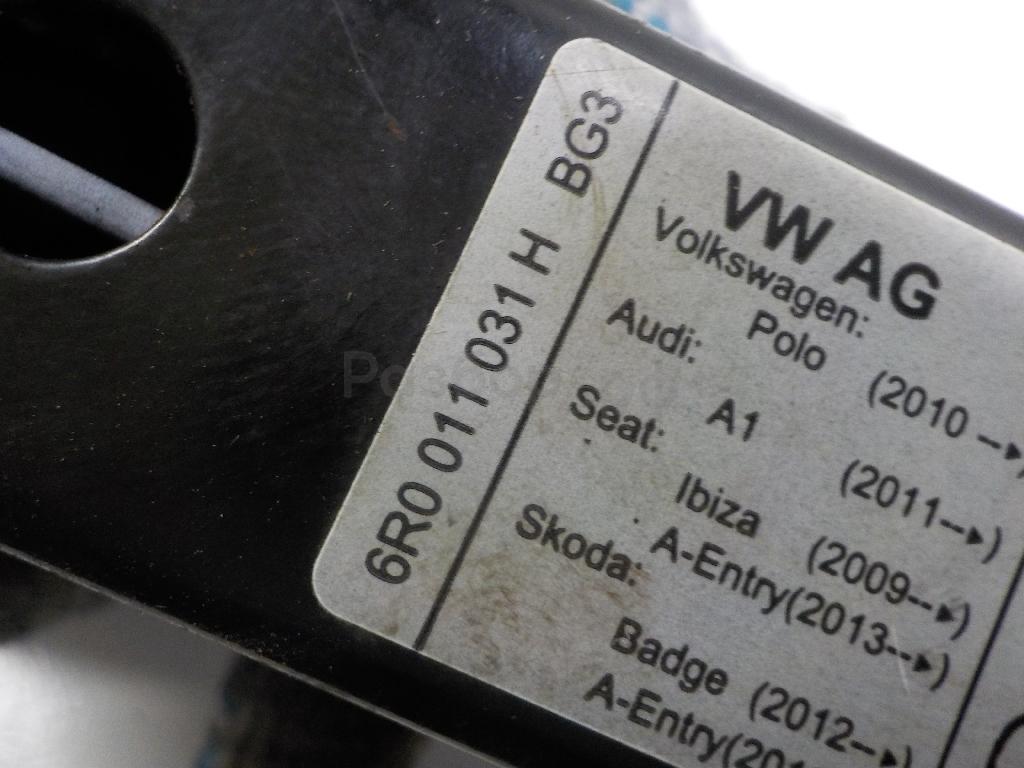 6R0 011 031 H BG3
VW AG
Volkswagen:
Polo (2010 --►)
Audi:
A1 (2011--►)
Seat:
Ibiza (2009--►)
A-Entry(2013--►)
Skoda:
Badge (2012--►)
A-Entry(201